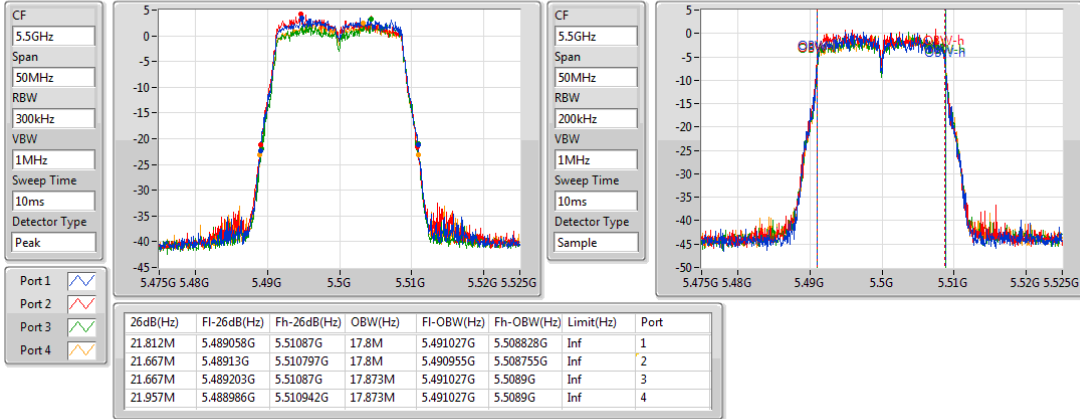 CF
5.5GHz
Span
50MHz
RBW
300kHz
VBW
1MHz
Sweep Time
10ms
Detector Type
Peak
5
0
-5
-10
-15
-20
-25
-30
-35
-40
-45
5.475G 5.48G 5.49G 5.5G 5.51G 5.52G 5.525G
CF
5.5GHz
Span
50MHz
RBW
200kHz
VBW
1MHz
Sweep Time
10ms
Detector Type
Sample
5
0
-5
-10
-15
-20
-25
-30
-35
-40
-45
-50
OBW-h
OBW-h
5.475G 5.48G 5.49G 5.5G 5.51G 5.52G 5.525G
Port 1
Port 2
Port 3
Port 4
26dB(Hz) Fl-26dB(Hz) Fh-26dB(Hz) OBW(Hz) Fl-OBW(Hz) Fh-OBW(Hz) Limit(Hz) Port
21.812M 5.489058G 5.51087G 17.8M 5.491027G 5.508828G Inf 1
21.667M 5.48913G 5.510797G 17.8M 5.490955G 5.508755G Inf 2
21.667M 5.489203G 5.51087G 17.873M 5.491027G 5.5089G Inf 3
21.957M 5.488986G 5.510942G 17.873M 5.491027G 5.5089G Inf 4